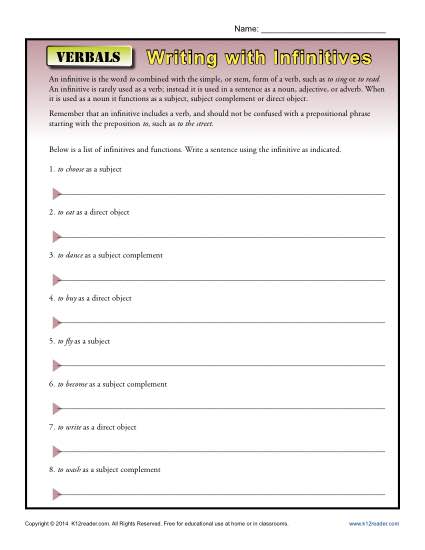 Name: ____________________
VERBALS Writing with Infinitives
An infinitive is the word to combined with the simple, or stem, form of a verb, such as to sing or to read.
An infinitive is rarely used as a verb; instead it is used in a sentence as a noun, adjective, or adverb. When
it is used as a noun it functions as a subject, subject complement or direct object.
Remember that an infinitive includes a verb, and should not be confused with a prepositional phrase
starting with the preposition to, such as to the street.
Below is a list of infinitives and functions. Write a sentence using the infinitive as indicated.
1. to choose as a subject
2. to eat as a direct object
3. to dance as a subject complement
4. to buy as a direct object
5. to fly as a subject
6. to become as a subject complement
7. to write as a direct object
8. to wash as a subject complement
Copyright © 2014 K12reader.com. All Rights Reserved. Free for educational use at home or in classrooms. www.k12reader.com